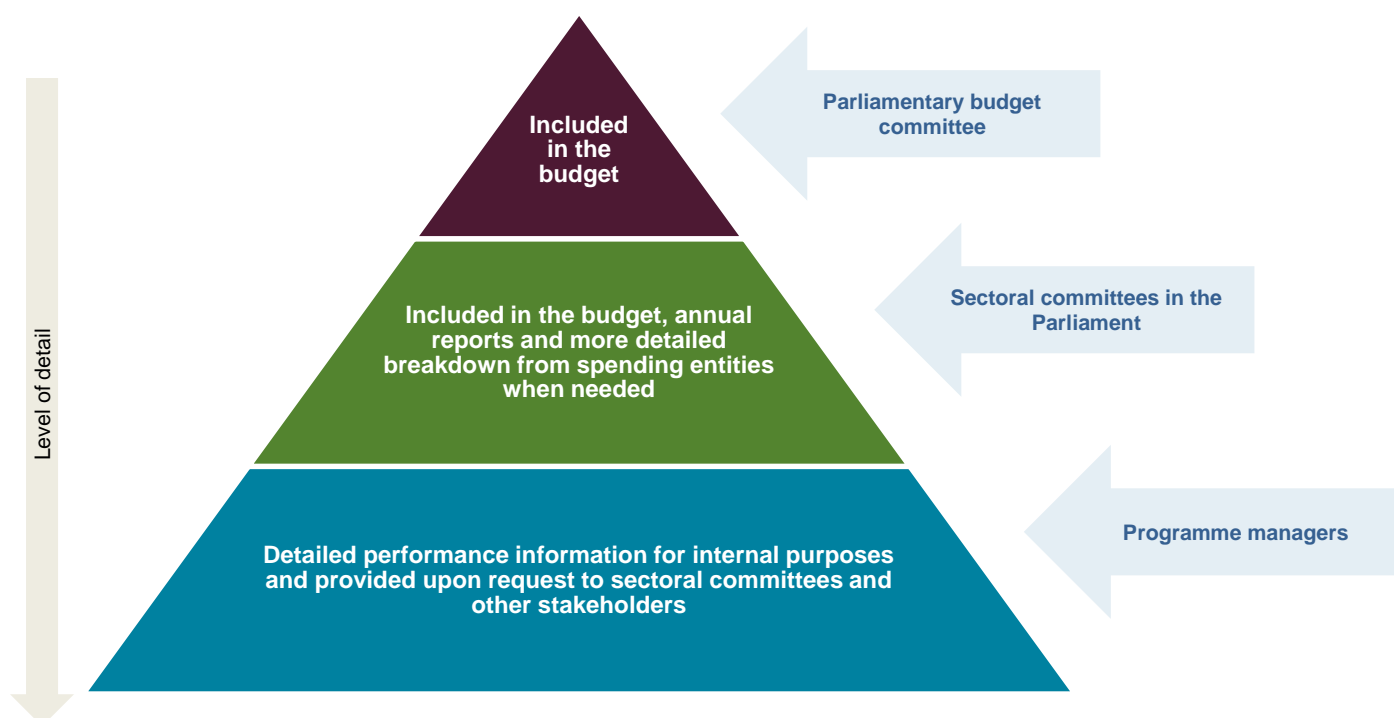 Included
in the
budget
Parliamentary budget
committee
Included in the budget, annual
reports and more detailed
breakdown from spending entities
when needed
Sectoral committees in the
Parliament
Level of detail
Detailed performance information for internal purposes
and provided upon request to sectoral committees and
other stakeholders
Programme managers